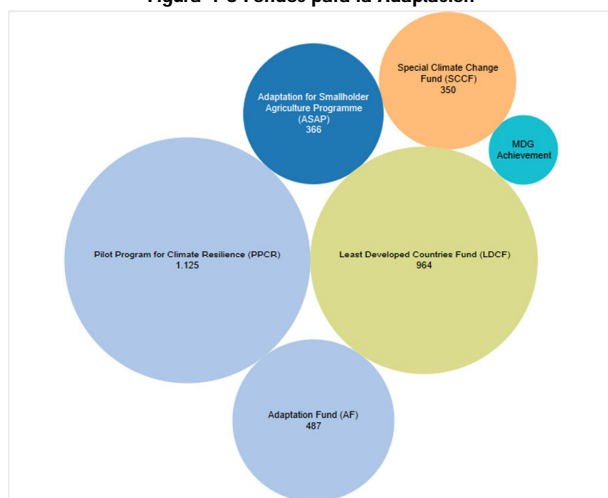 Figura Fondos para la Adaptación
Special Climate Change
Fund (SCCF)
350
Adaptation for Smallholder
Agriculture Programme
(ASAP)
366
MDG
Achievement
Pilot Program for Climate Resilience (PPCR)
1.125
Least Developed Countries Fund (LDCF)
964
Adaptation Fund (AF)
487